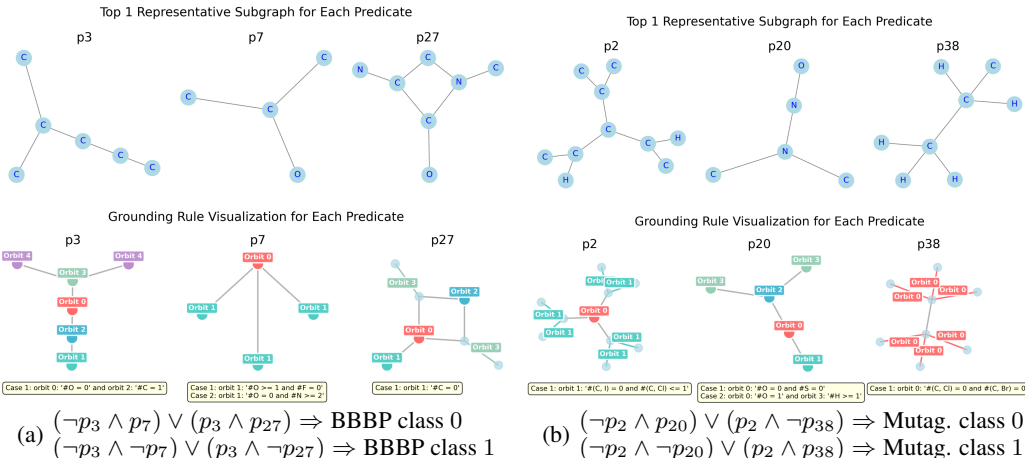 Top 1 Representative Subgraph for Each Predicate
p3 p7 p27
C C C C C C C
C C C O
N C C N C C O
Grounding Rule Visualization for Each Predicate
p3 p7 p27
Orbit 4 Orbit 4
Orbit 3
Orbit 0
Orbit 2
Orbit 1
Orbit 0
Orbit 1 Orbit 1
Orbit 1
Orbit 3
Orbit 2
Orbit 0
Orbit 3
Case 1: orbit 0: '#O = 0' and orbit 2: '#C = 1'
Case 1: orbit 1: '#O >= 1 and #F = 0'
Case 2: orbit 1: '#O = 0 and #N >= 2'
Case 1: orbit 1: '#C = 0'
(a) (¬p3 ∧ p7) ∨ (p3 ∧ p27) ⇒ BBBP class 0
(¬p3 ∧ ¬p7) ∨ (p3 ∧ ¬p27) ⇒ BBBP class 1
Top 1 Representative Subgraph for Each Predicate
p2 p20 p38
C C C C C H C C C H
O N N C C
H C C H H C H H H
Grounding Rule Visualization for Each Predicate
p2 p20 p38
Orbit 1
Orbit 1
Orbit 0
Orbit 1
Orbit 1
Orbit 1
Orbit 3
Orbit 3
Orbit 2
Orbit 0
Orbit 1
Orbit 0
Orbit 0
Orbit 0
Orbit 0
Orbit 0
Orbit 0
Case 1: orbit 1: '#(C, I) = 0 and #(C, Cl) <= 1'
Case 1: orbit 0: '#O = 0 and #S = 0'
Case 2: orbit 0: '#O = 1' and orbit 3: '#H >= 1'
Case 1: orbit 0: '#(C, Cl) = 0 and #(C, Br) = 0'
(b) (¬p2 ∧ p20) ∨ (p2 ∧ ¬p38) ⇒ Mutag. class 0
(¬p2 ∧ ¬p20) ∨ (p2 ∧ p38) ⇒ Mutag. class 1